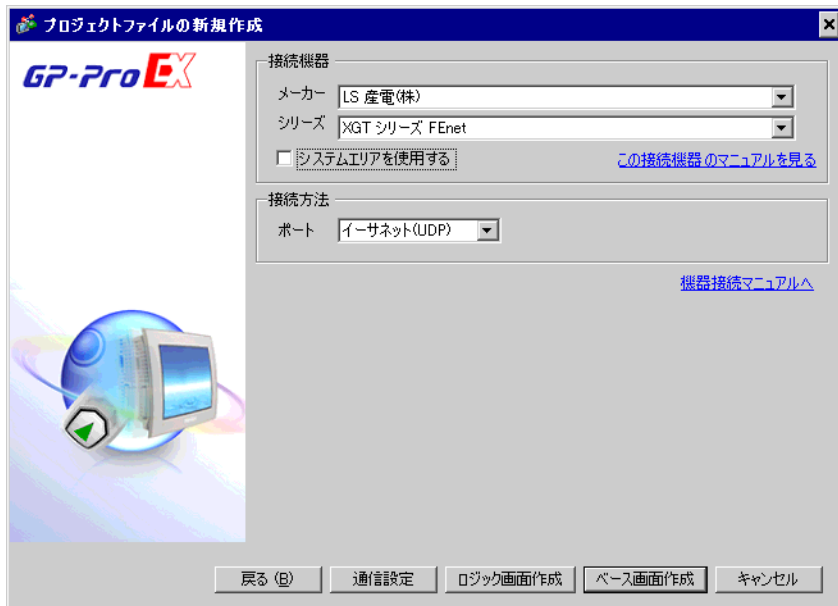 プロジェクトファイルの新規作成
GP-Pro EX
接続機器
メーカー LS 産電(株)
シリーズ XGT シリーズ FEnet
システムエリアを使用する この接続機器のマニュアルを見る
接続方法
ポート イーサネット(UDP)
機器接続マニュアルへ
戻る (B) 通信設定 ロジック画面作成 ベース画面作成 キャンセル